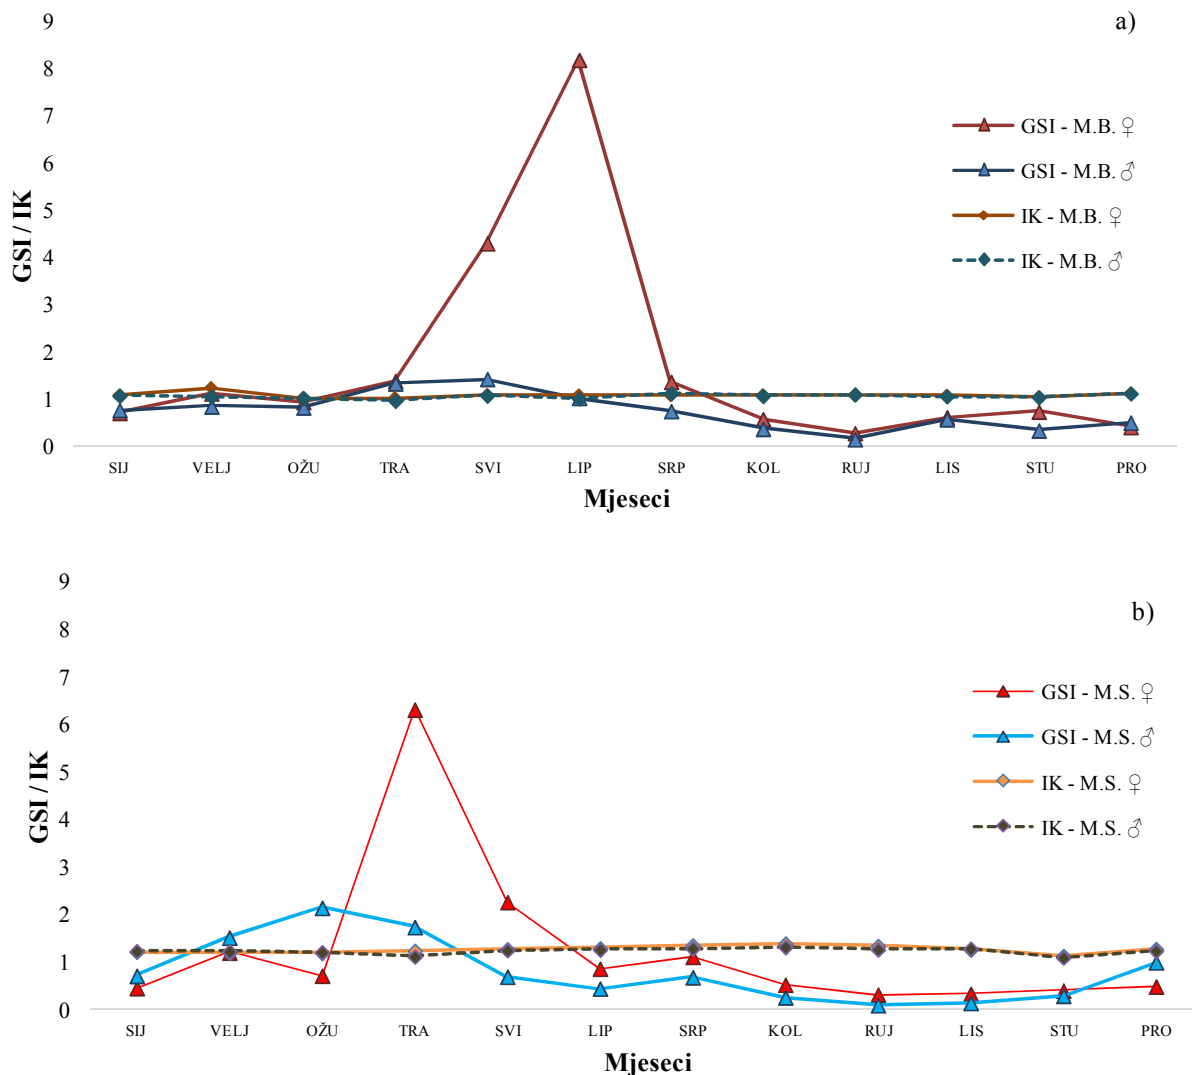 a)
9
8
7
6
5
4
3
2
1
0
GSI / IK
GSI - M.B. ♀
GSI - M.B. ♂
IK - M.B. ♀
IK - M.B. ♂
SIJ VELJ OŽU TRA SVI LIP SRP KOL RUJ LIS STU PRO
Mjeseci
b)
9
8
7
6
5
4
3
2
1
0
GSI / IK
GSI - M.S. ♀
GSI - M.S. ♂
IK - M.S. ♀
IK - M.S. ♂
SIJ VELJ OŽU TRA SVI LIP SRP KOL RUJ LIS STU PRO
Mjeseci